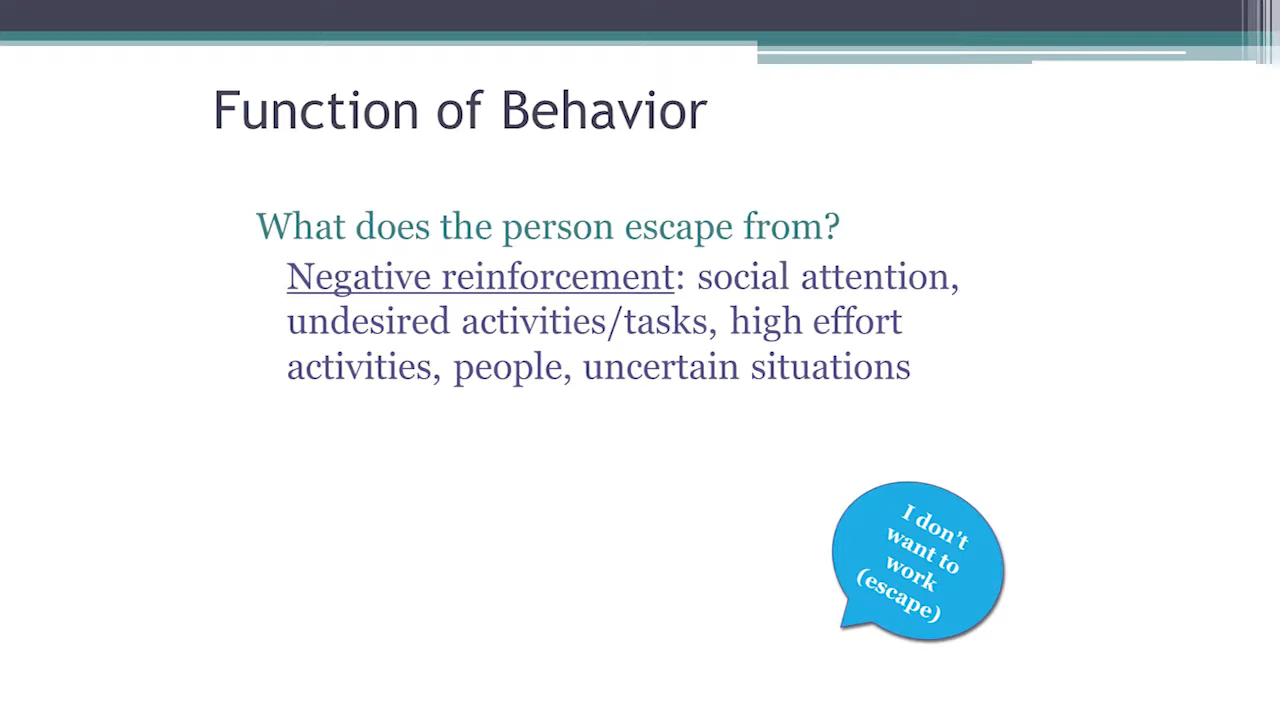 Function of Behavior
What does the person escape from?
Negative reinforcement: social attention,
undesired activities/tasks, high effort
activities, people, uncertain situations
I don't
want to
work
(escape)